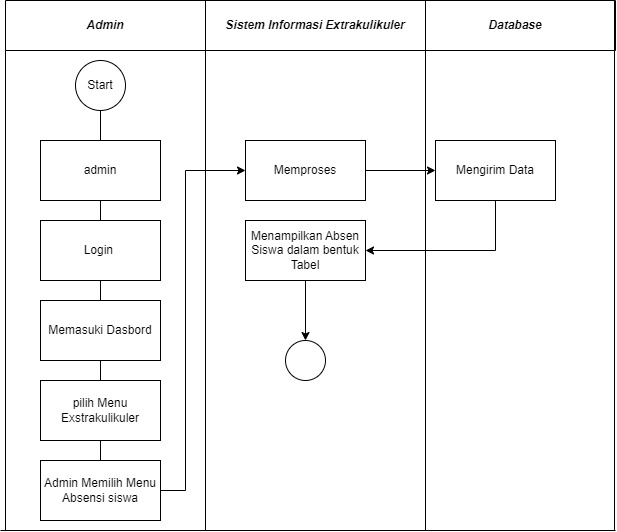 Admin
Sistem Informasi Extrakulikuler
Database
Start
admin
Memproses
Mengirim Data
Login
Menampilkan Absen
Siswa dalam bentuk
Tabel
Memasuki Dasbord
pilih Menu
Exstrakulikuler
Admin Memilih Menu
Absensi siswa